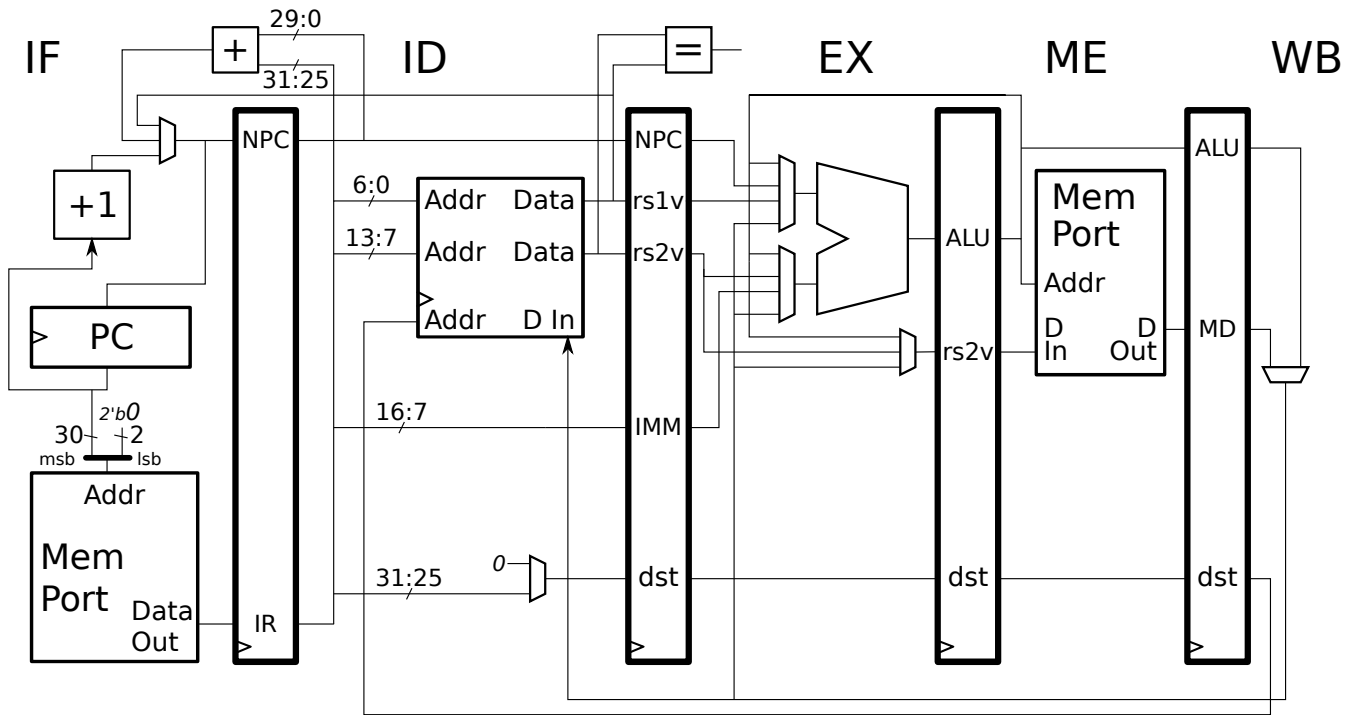 29:0
IF
+
ID
=
EX
ME
WB
31:25
NPC
NPC
ALU
+1
6:0
Addr
Data
rs1v
Mem
Port
13:7
Addr
Data
rs2v
ALU
Addr
PC
Addr
D In
D
In
D
Out
MD
rs2v
2'b0
30
2
msb
lsb
16:7
IMM
Addr
Mem
Port
Data
Out
0
31:25
dst
dst
dst
IR